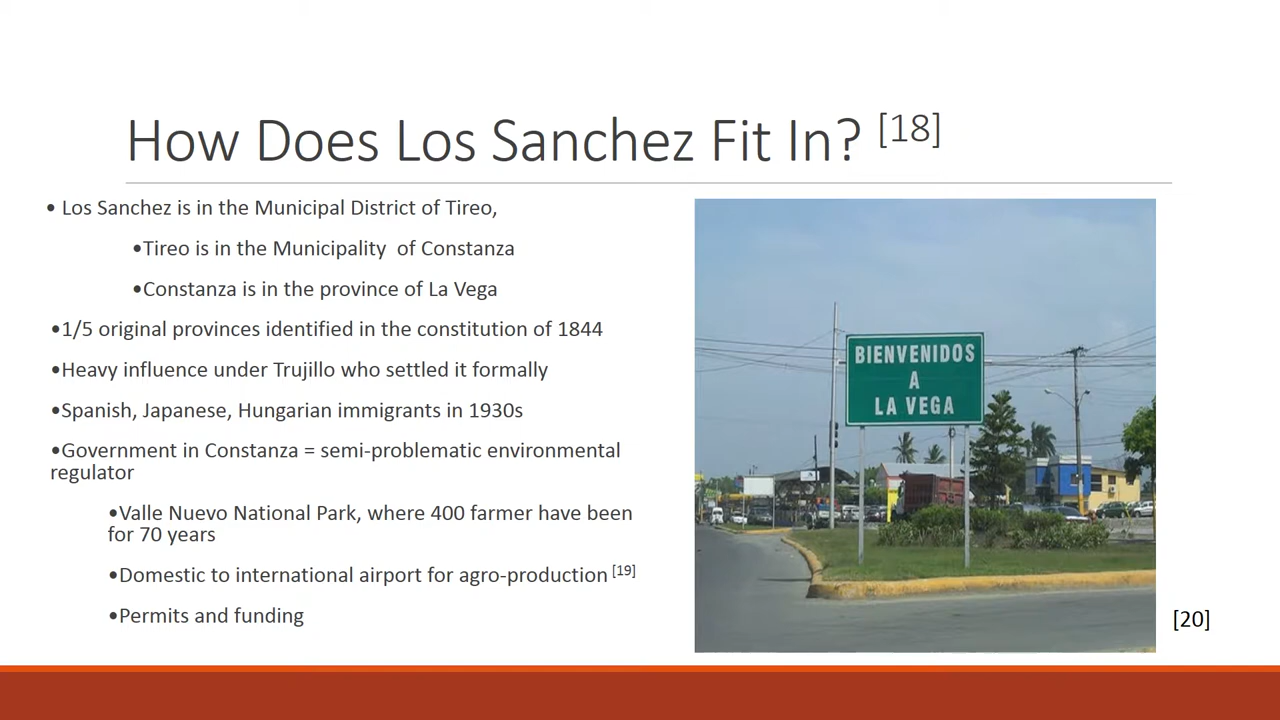 How Does Los Sanchez Fit In? [18]
• Los Sanchez is in the Municipal District of Tireo,
•Tireo is in the Municipality  of Constanza
•Constanza is in the province of La Vega
•1/5 original provinces identified in the constitution of 1844
•Heavy influence under Trujillo who settled it formally
•Spanish, Japanese, Hungarian immigrants in 1930s
•Government in Constanza = semi-problematic environmental
regulator
•Valle Nuevo National Park, where 400 farmer have been
for 70 years
•Domestic to international airport for agro-production [19]
•Permits and funding
BIENVENIDOS
A
LA VEGA
[20]